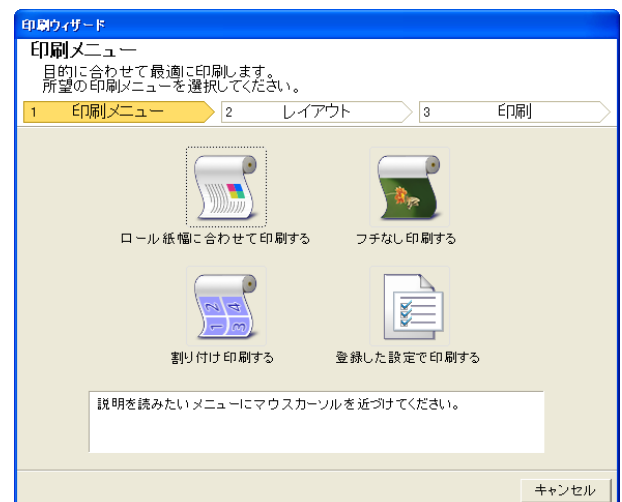 印刷ウィザード
印刷メニュー
目的に合わせて最適に印刷します。
所望の印刷メニューを選択してください。
1 印刷メニュー 2 レイアウト 3 印刷
ロール紙幅に合わせて印刷する フチなし印刷する
1 2 3 4
割り付け印刷する 登録した設定で印刷する
説明を読みたいメニューにマウスカーソルを近づけてください。
キャンセル